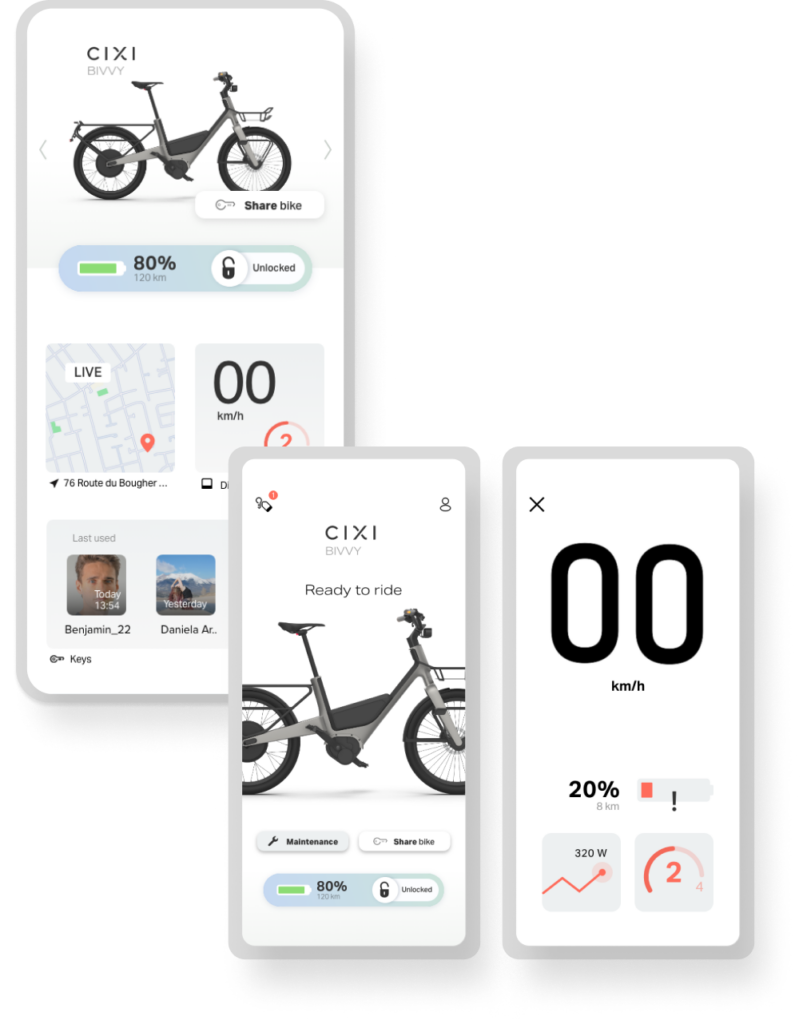 CIXI
BIVVY
Share bike
80%
120 km
Unlocked
LIVE
00
km/h
2
76 Route du Bougher ...
Di
Last used
Today
13:54
Yesterday
Benjamin_22
Daniela Ar..
Keys
1
CIXI
BIVVY
Ready to ride
Maintenance
Share bike
80%
120 km
Unlocked
00
km/h
20%
8 km
!
320 W
2
4